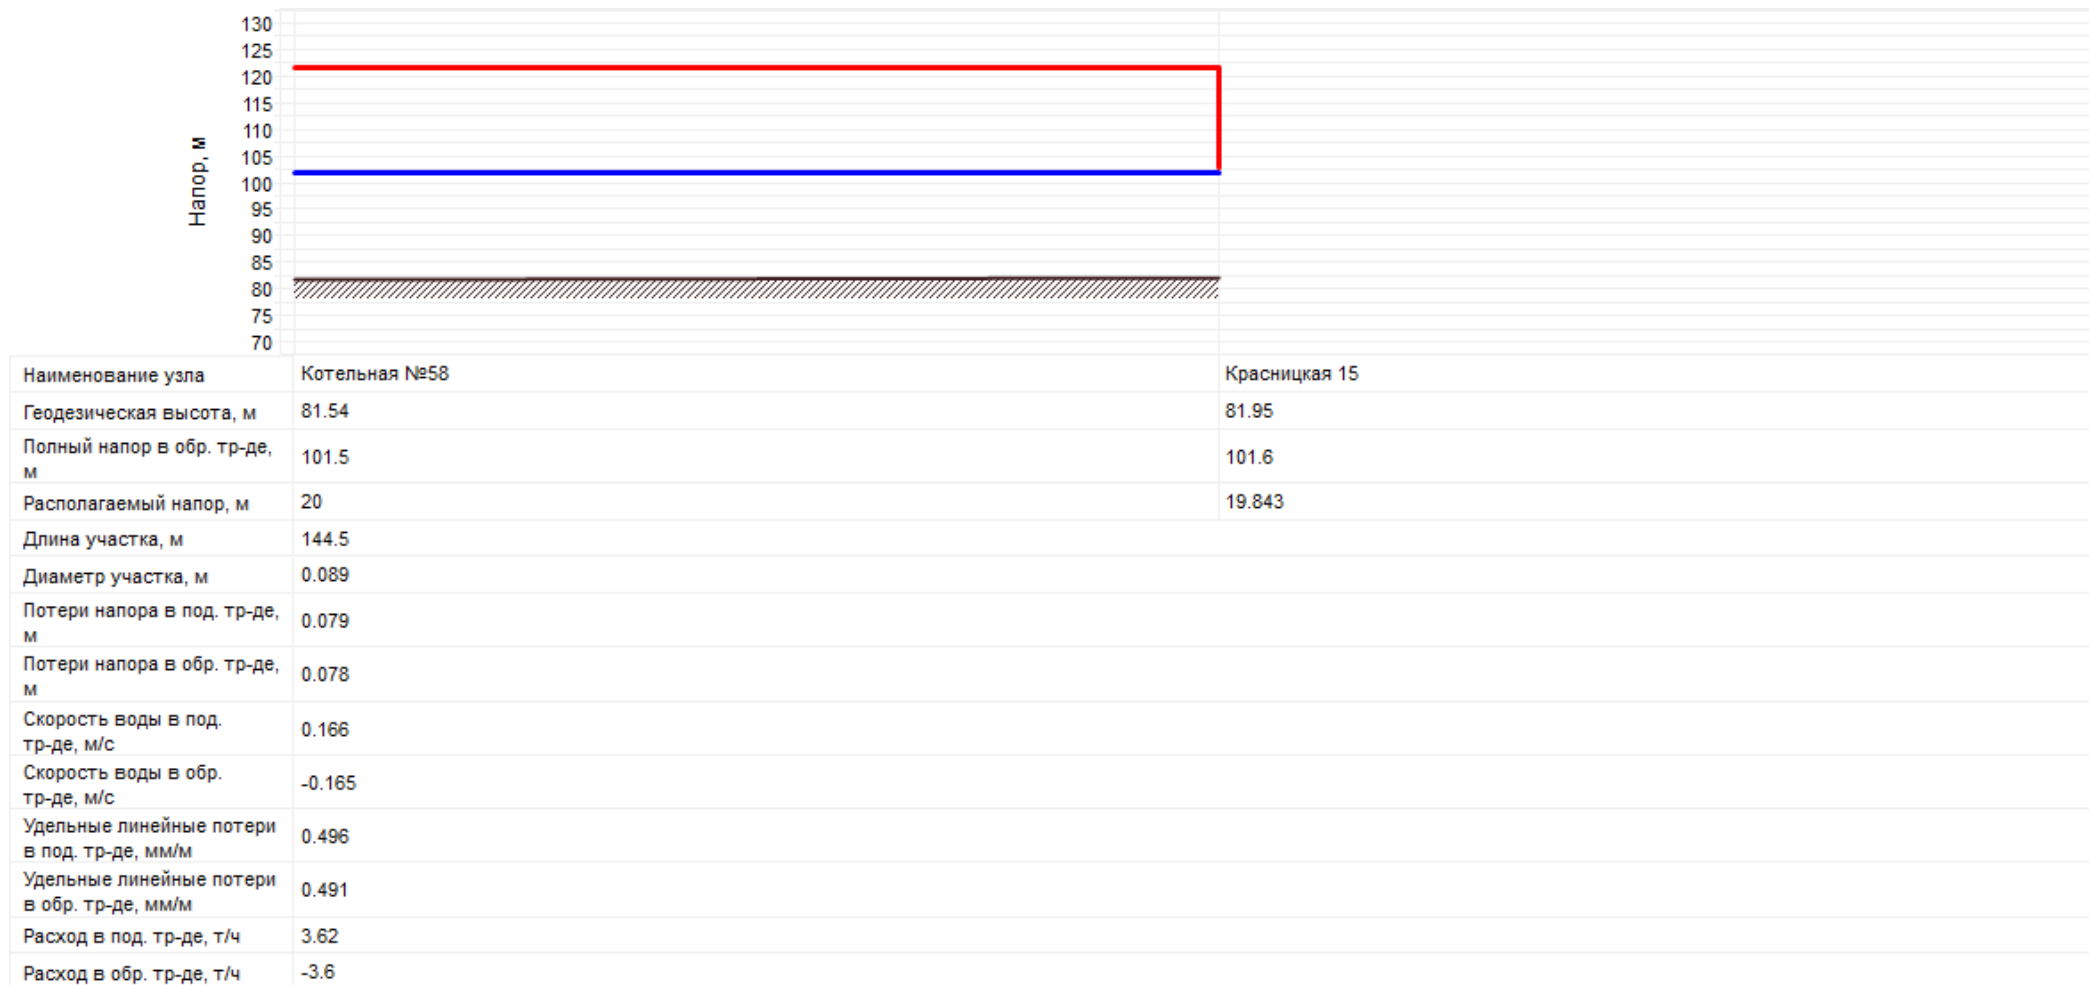 130
125
120
115
110
105
100
95
90
85
80
75
70
Напор, м
Наименование узла Котельная №58 Красницкая 15
Геодезическая высота, м 81.54 81.95
Полный напор в обр. тр-де,
м 101.5 101.6
Располагаемый напор, м 20 19.843
Длина участка, м 144.5
Диаметр участка, м 0.089
Потери напора в под. тр-де,
м 0.079
Потери напора в обр. тр-де,
м 0.078
Скорость воды в под.
тр-де, м/с 0.166
Скорость воды в обр.
тр-де, м/с -0.165
Удельные линейные потери
в под. тр-де, мм/м 0.496
Удельные линейные потери
в обр. тр-де, мм/м 0.491
Расход в под. тр-де, т/ч 3.62
Расход в обр. тр-де, т/ч -3.6